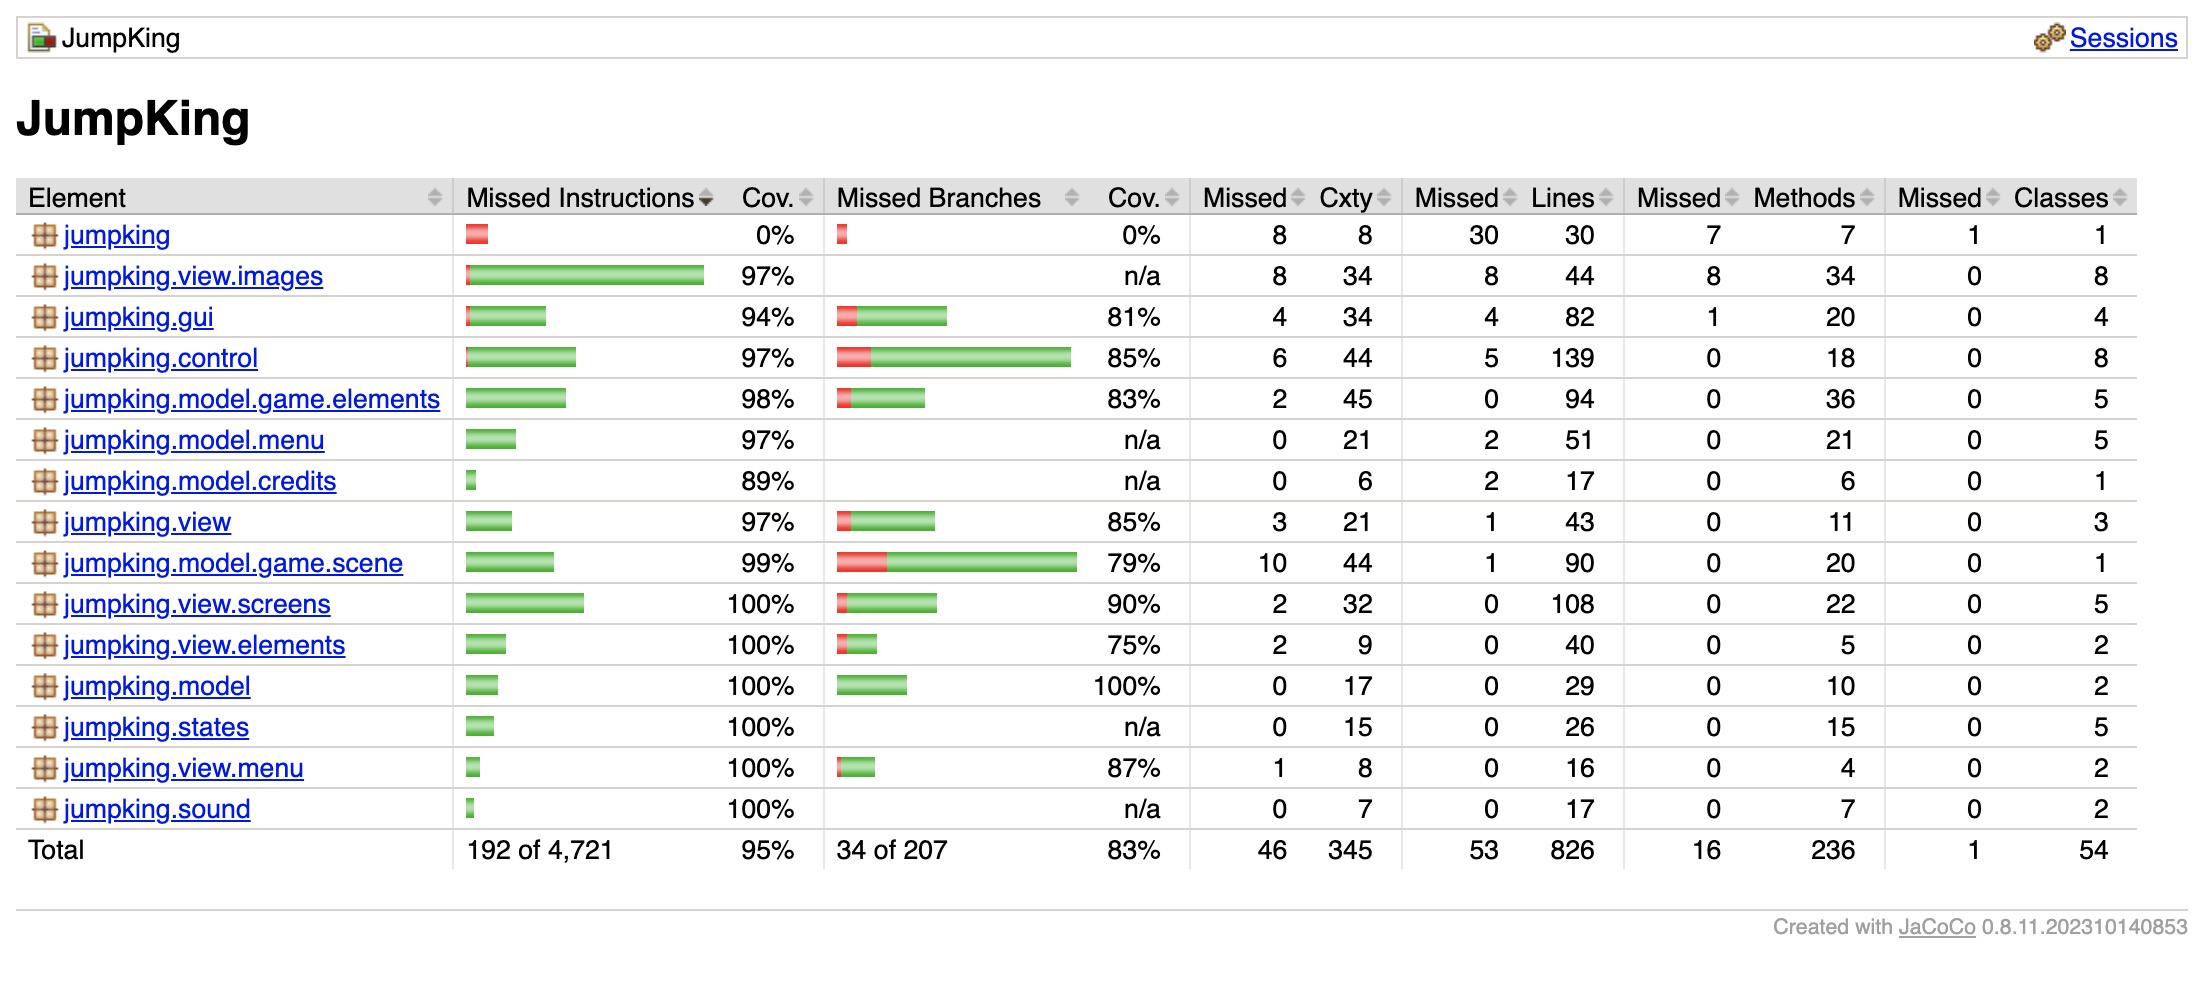 JumpKing Sessions
JumpKing
Element Missed Instructions Cov. Missed Branches Cov. Missed Cxty Missed Lines Missed Methods Missed Classes
jumpking 0% 0% 8 8 30 30 7 7 1 1
jumpking.view.images 97% n/a 8 34 8 44 8 34 0 8
jumpking.gui 94% 81% 4 34 4 82 1 20 0 4
jumpking.control 97% 85% 6 44 5 139 0 18 0 8
jumpking.model.game.elements 98% 83% 2 45 0 94 0 36 0 5
jumpking.model.menu 97% n/a 0 21 2 51 0 21 0 5
jumpking.model.credits 89% n/a 0 6 2 17 0 6 0 1
jumpking.view 97% 85% 3 21 1 43 0 11 0 3
jumpking.model.game.scene 99% 79% 10 44 1 90 0 20 0 1
jumpking.view.screens 100% 90% 2 32 0 108 0 22 0 5
jumpking.view.elements 100% 75% 2 9 0 40 0 5 0 2
jumpking.model 100% 100% 0 17 0 29 0 10 0 2
jumpking.states 100% n/a 0 15 0 26 0 15 0 5
jumpking.view.menu 100% 87% 1 8 0 16 0 4 0 2
jumpking.sound 100% n/a 0 7 0 17 0 7 0 2
Total 192 of 4,721 95% 34 of 207 83% 46 345 53 826 16 236 1 54
Created with JaCoCo 0.8.11.202310140853